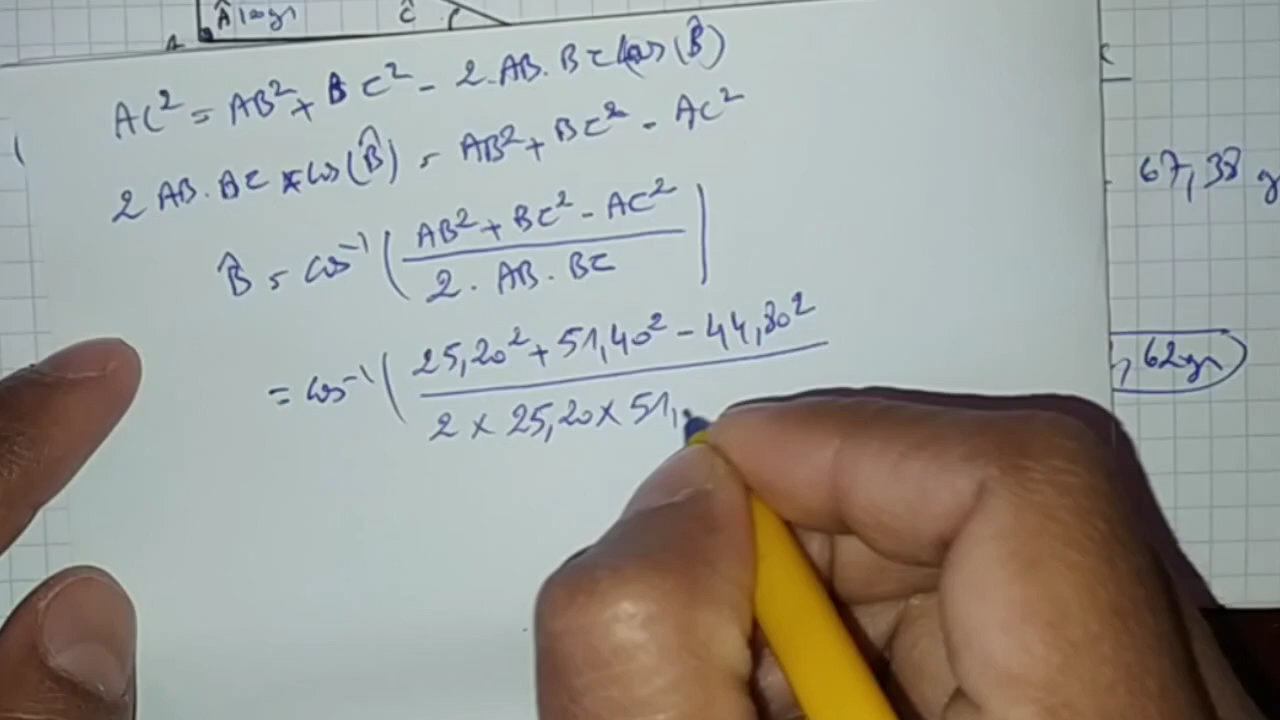 A
Â 100gr
Ĉ
AC² = AB² + BC² - 2.AB.BC cos(B̂)
2 AB.BC × cos(B̂) = AB² + BC² - AC²
B̂ = cos⁻¹ ( AB² + BC² - AC² / 2 . AB . BC )
= cos⁻¹ ( 25,20² + 51,40² - 44,80² / 2 × 25,20 × 51,
67,38 g
,62gr